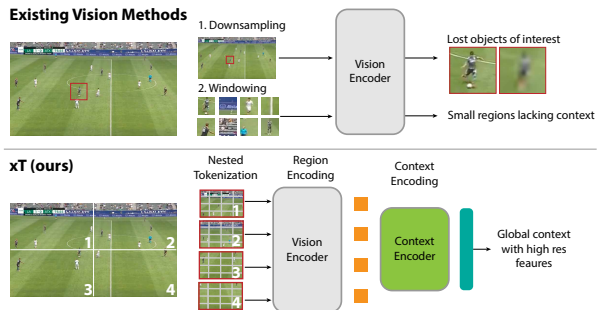 Existing Vision Methods
1. Downsampling
2. Windowing
Vision
Encoder
Lost objects of interest
Small regions lacking context
xT (ours)
Nested
Tokenization
Region
Encoding
Context
Encoding
1 2
3 4
1
2
3
4
Vision
Encoder
Context
Encoder
Global context
with high res
feaures